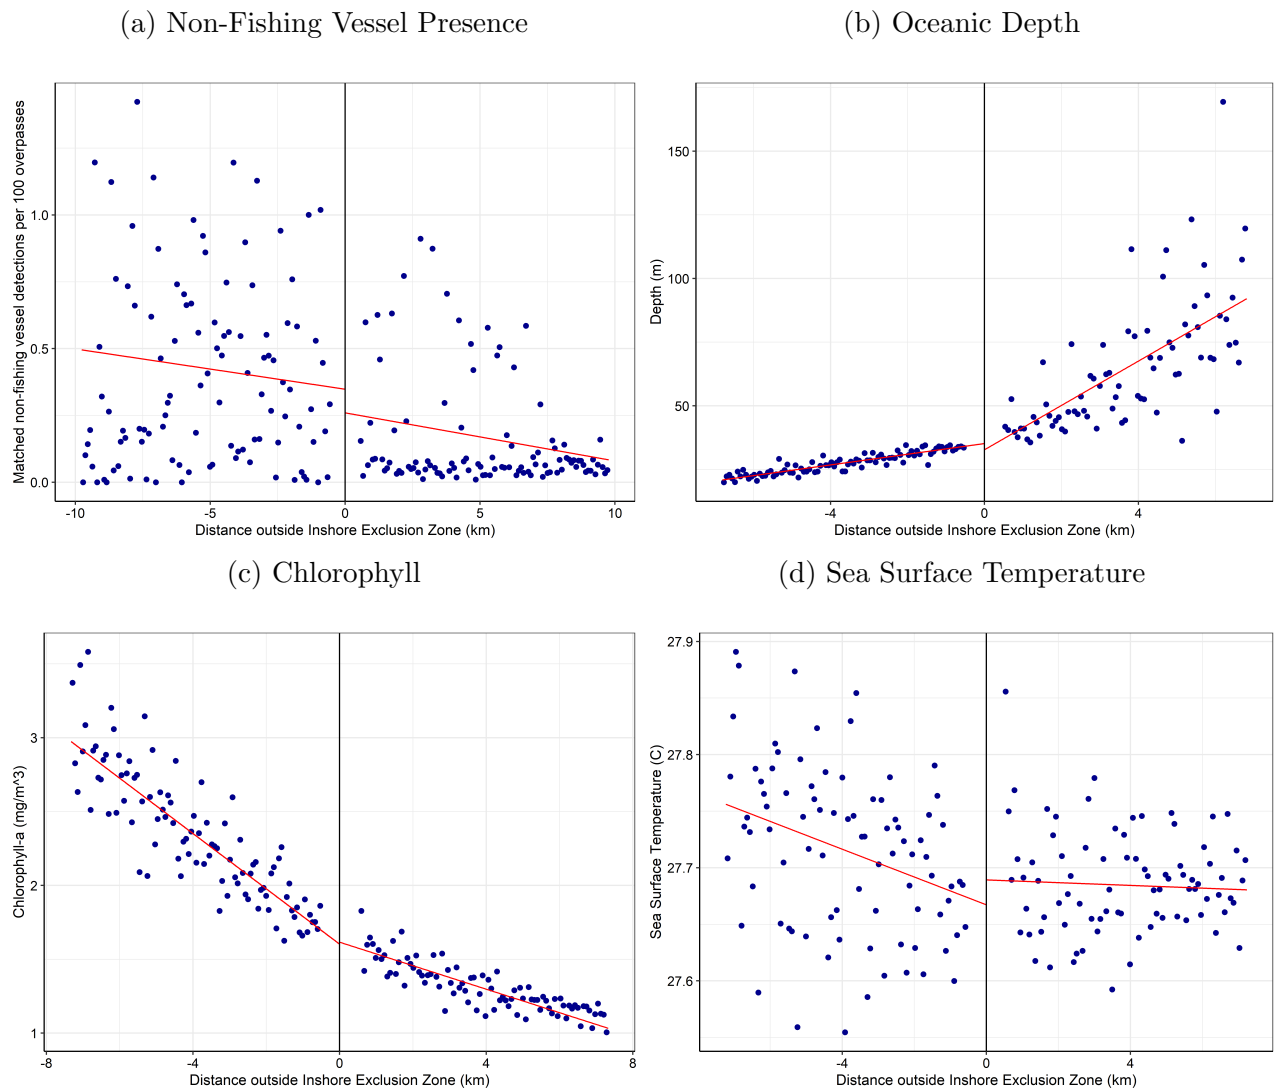 (a) Non-Fishing Vessel Presence
(b) Oceanic Depth
Matched non-fishing vessel detections per 100 overpasses
1.0
0.5
0.0
-10
-5
0
5
10
Distance outside Inshore Exclusion Zone (km)
Depth (m)
150
100
50
-4
0
4
Distance outside Inshore Exclusion Zone (km)
(c) Chlorophyll
(d) Sea Surface Temperature
Chlorophyll-a (mg/m^3)
3
2
1
-8
-4
0
4
8
Distance outside Inshore Exclusion Zone (km)
Sea Surface Temperature (C)
27.9
27.8
27.7
27.6
-4
0
4
Distance outside Inshore Exclusion Zone (km)